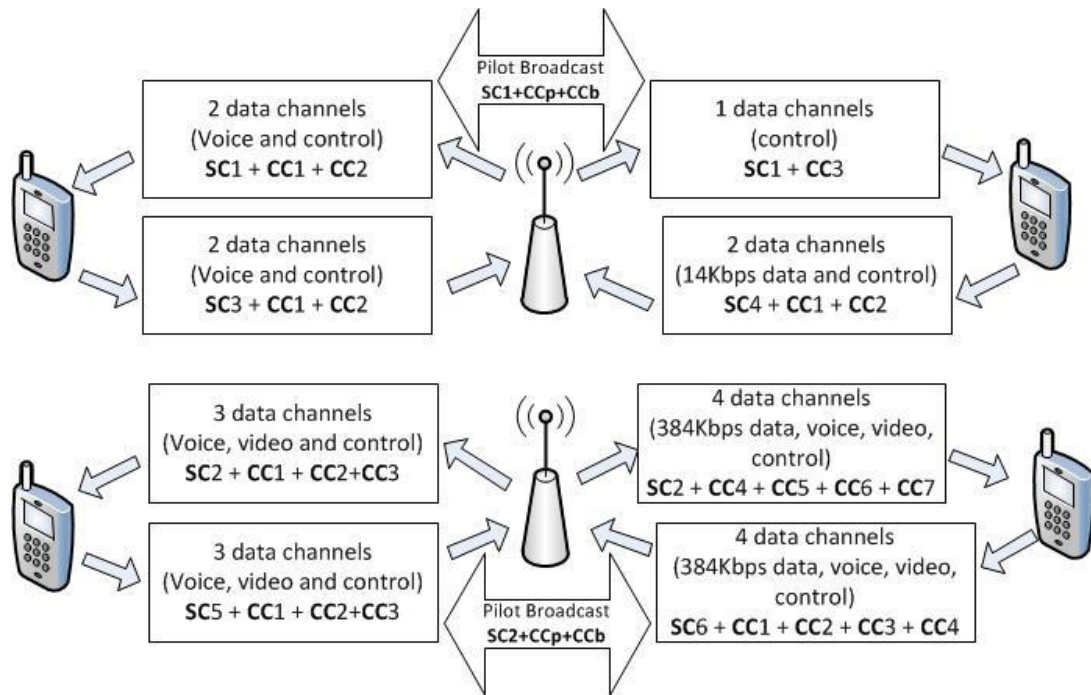 Pilot Broadcast
SC1+CCp+CCb
2 data channels
(Voice and control)
SC1 + CC1 + CC2
1 data channels
(control)
SC1 + CC3
2 data channels
(Voice and control)
SC3 + CC1 + CC2
2 data channels
(14Kbps data and control)
SC4 + CC1 + CC2
3 data channels
(Voice, video and control)
SC2 + CC1 + CC2+CC3
4 data channels
(384Kbps data, voice, video,
control)
SC2 + CC4 + CC5 + CC6 + CC7
3 data channels
(Voice, video and control)
SC5 + CC1 + CC2+CC3
4 data channels
(384Kbps data, voice, video,
control)
SC6 + CC1 + CC2 + CC3 + CC4
Pilot Broadcast
SC2+CCp+CCb